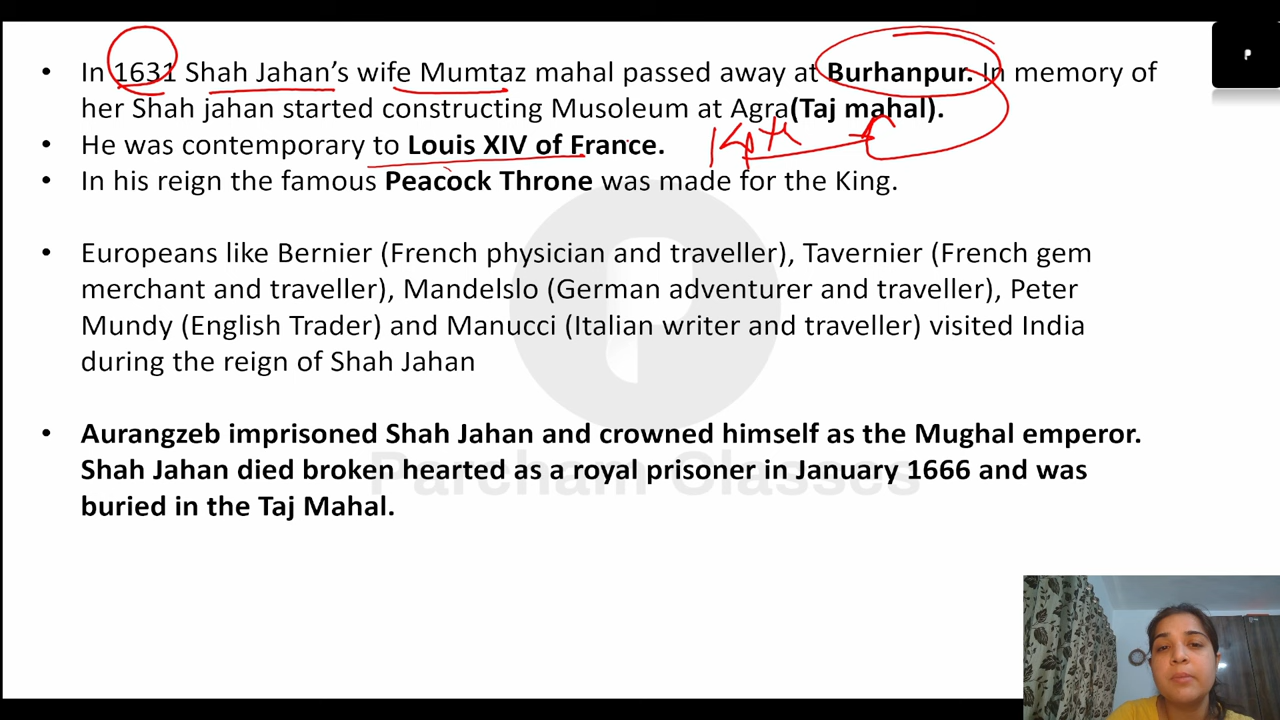 • In 1631 Shah Jahan's wife Mumtaz mahal passed away at Burhanpur. In memory of
her Shah jahan started constructing Musoleum at Agra(Taj mahal).
• He was contemporary to Louis XIV of France.
• In his reign the famous Peacock Throne was made for the King.
• Europeans like Bernier (French physician and traveller), Tavernier (French gem
merchant and traveller), Mandelslo (German adventurer and traveller), Peter
Mundy (English Trader) and Manucci (Italian writer and traveller) visited India
during the reign of Shah Jahan
• Aurangzeb imprisoned Shah Jahan and crowned himself as the Mughal emperor.
Shah Jahan died broken hearted as a royal prisoner in January 1666 and was
buried in the Taj Mahal.
Parcham Classes